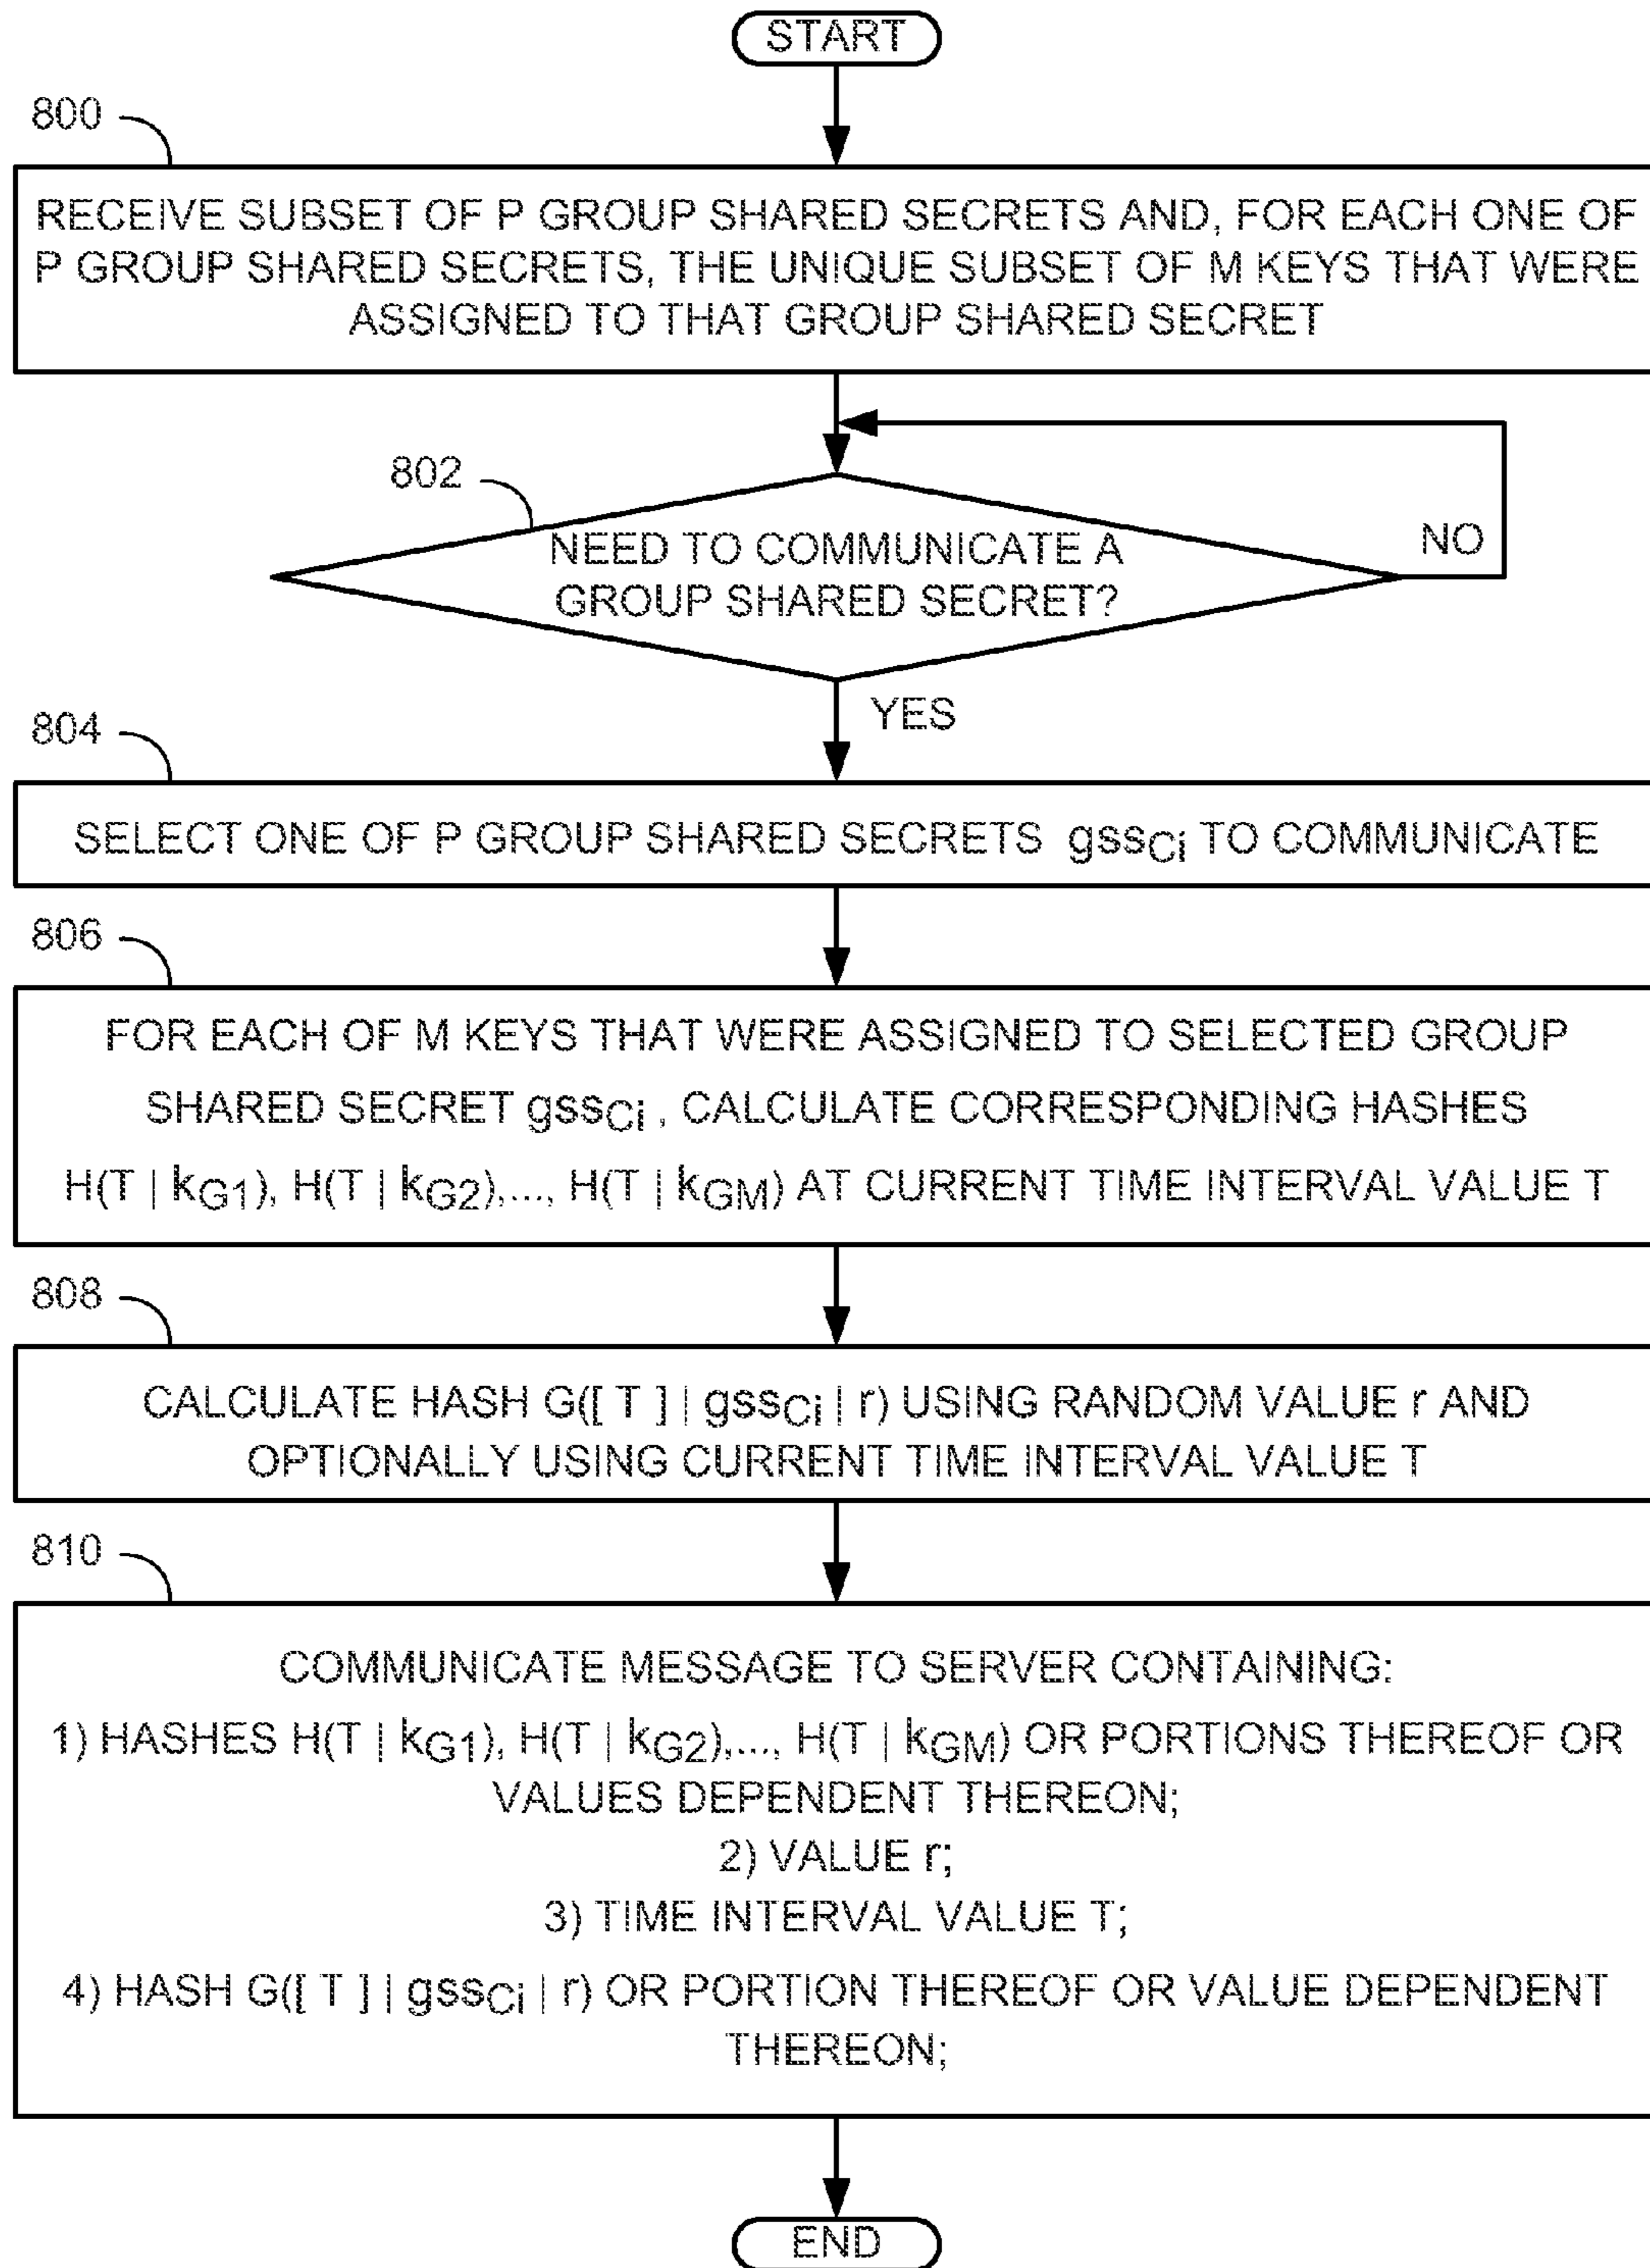 START
800
RECEIVE SUBSET OF P GROUP SHARED SECRETS AND, FOR EACH ONE OF
P GROUP SHARED SECRETS, THE UNIQUE SUBSET OF M KEYS THAT WERE
ASSIGNED TO THAT GROUP SHARED SECRET
802
NEED TO COMMUNICATE A
GROUP SHARED SECRET?
NO
YES
804
SELECT ONE OF P GROUP SHARED SECRETS gssCi TO COMMUNICATE
806
FOR EACH OF M KEYS THAT WERE ASSIGNED TO SELECTED GROUP
SHARED SECRET gssCi , CALCULATE CORRESPONDING HASHES
H(T | kG1), H(T | kG2),..., H(T | kGM) AT CURRENT TIME INTERVAL VALUE T
808
CALCULATE HASH G([ T ] | gssCi | r) USING RANDOM VALUE r AND
OPTIONALLY USING CURRENT TIME INTERVAL VALUE T
810
COMMUNICATE MESSAGE TO SERVER CONTAINING:
1) HASHES H(T | kG1), H(T | kG2),..., H(T | kGM) OR PORTIONS THEREOF OR
VALUES DEPENDENT THEREON;
2) VALUE r;
3) TIME INTERVAL VALUE T;
4) HASH G([ T ] | gssCi | r) OR PORTION THEREOF OR VALUE DEPENDENT
THEREON;
END